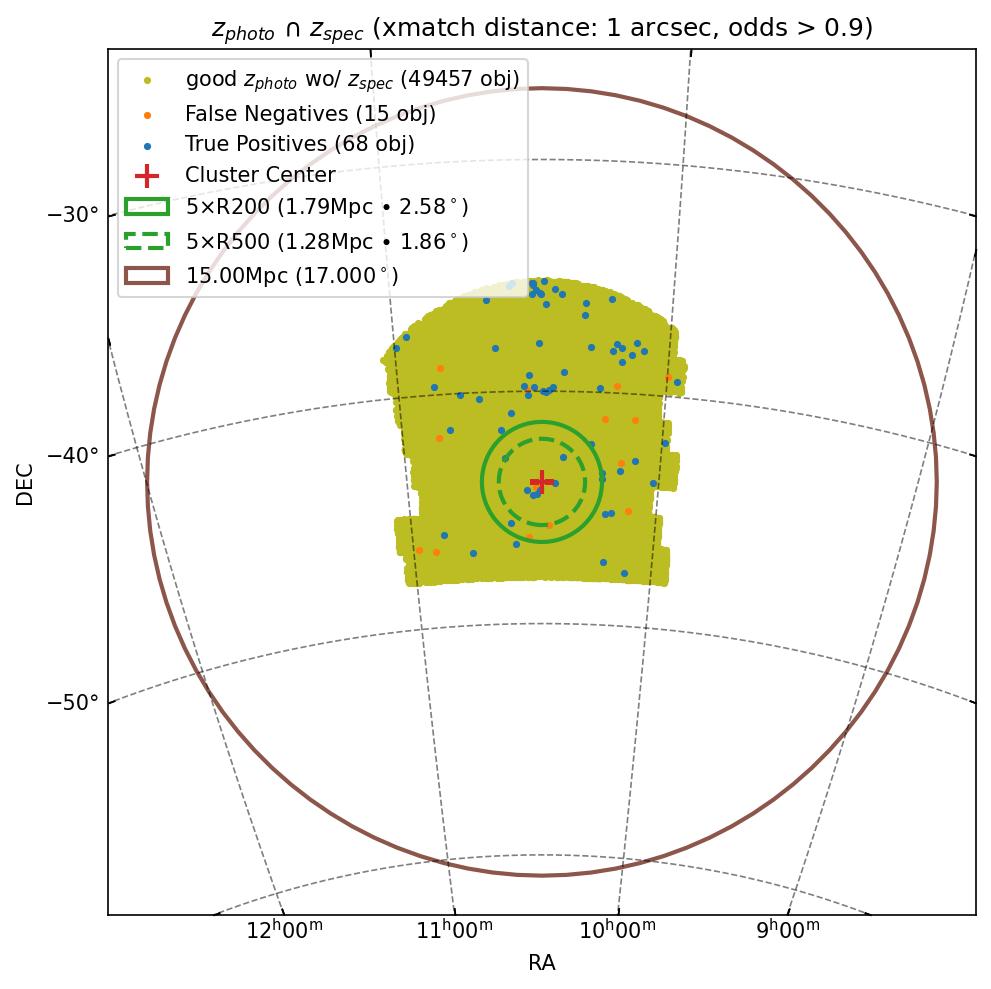 z_photo ∩ z_spec (xmatch distance: 1 arcsec, odds > 0.9)
good z_photo wo/ z_spec (49457 obj)
False Negatives (15 obj)
True Positives (68 obj)
Cluster Center
5×R200 (1.79Mpc • 2.58°)
5×R500 (1.28Mpc • 1.86°)
15.00Mpc (17.000°)
−30°
−40°
−50°
DEC
12h00m 11h00m 10h00m 9h00m
RA